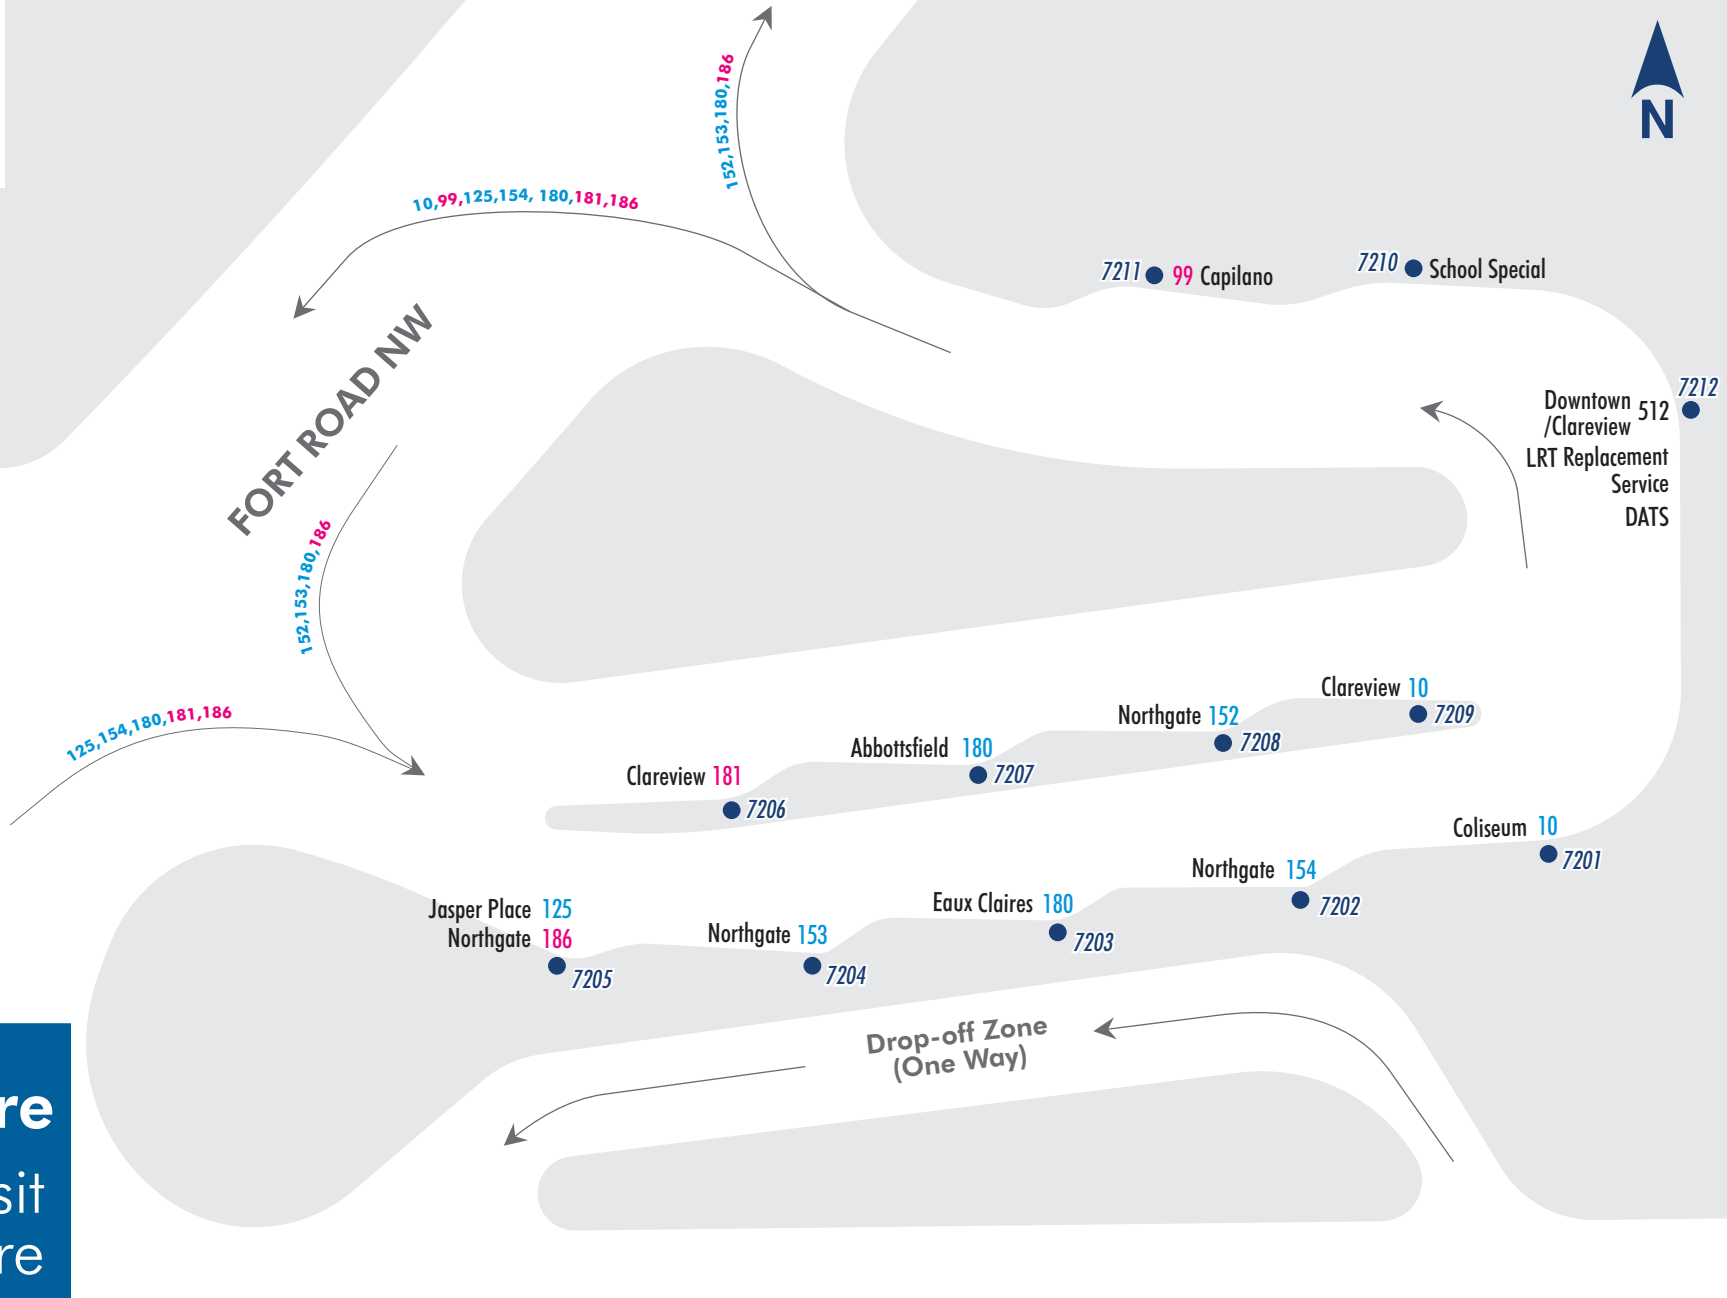 N
152,153,180,186
10,99,125,154, 180,181,186
7211 99 Capilano
7210 School Special
7212
Downtown
/Clareview 512
LRT Replacement
Service
DATS
FORT ROAD NW
152,153,180,186
125,154,180,181,186
Clareview 10
7209
Northgate 152
7208
Abbottsfield 180
7207
Clareview 181
7206
Coliseum 10
7201
Northgate 154
7202
Eaux Claires 180
7203
Northgate 153
7204
Jasper Place 125
Northgate 186
7205
Drop-off Zone
(One Way)
re
sit
re